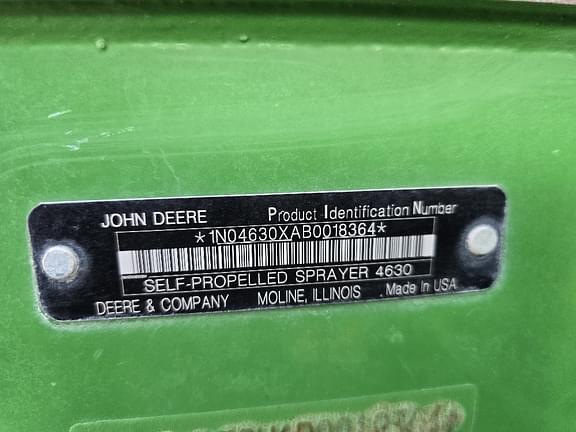 JOHN DEERE Product Identification Number
*1N04630XAB0018364*
SELF-PROPELLED SPRAYER 4630
DEERE & COMPANY MOLINE, ILLINOIS Made In USA